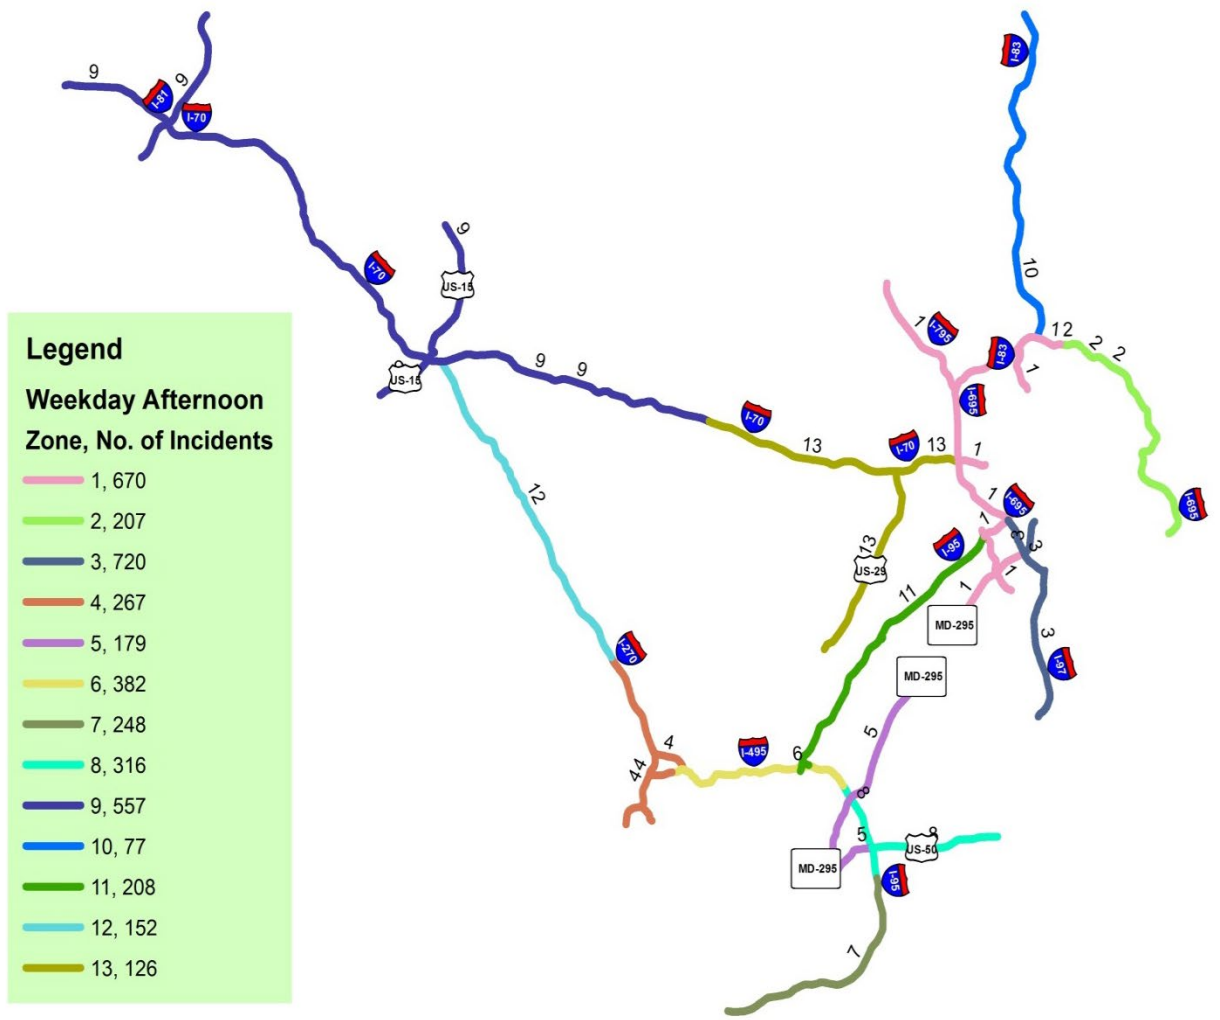 9
9
I-81
I-70
I-83
9
US-15
I-70
10
I-795
1
I-83
12
2
2
1
US-15
9
9
I-695
I-70
13
I-70
13
1
12
1
I-695
I-695
1
3
3
I-95
13
US-29
11
1
1
MD-295
3
I-97
I-270
MD-295
5
4
I-495
6
44
8
5
8
US-50
MD-295
I-95
7
Legend
Weekday Afternoon
Zone, No. of Incidents
1, 670
2, 207
3, 720
4, 267
5, 179
6, 382
7, 248
8, 316
9, 557
10, 77
11, 208
12, 152
13, 126